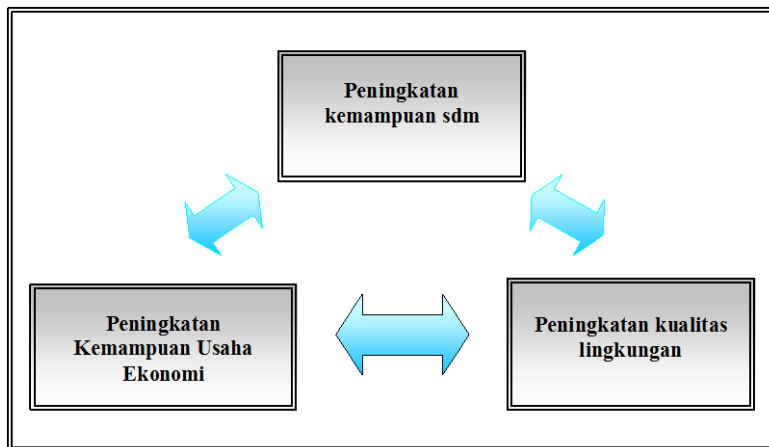 Peningkatan
kemampuan sdm
Peningkatan
Kemampuan Usaha
Ekonomi
Peningkatan kualitas
lingkungan